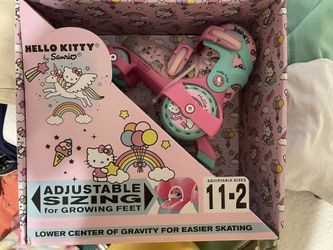 HELLO KITTY
by Sanrio
ADJUSTABLE
SIZING
for GROWING FEET
ADJUSTABLE SIZES
11-2
LOWER CENTER OF GRAVITY FOR EASIER SKATING